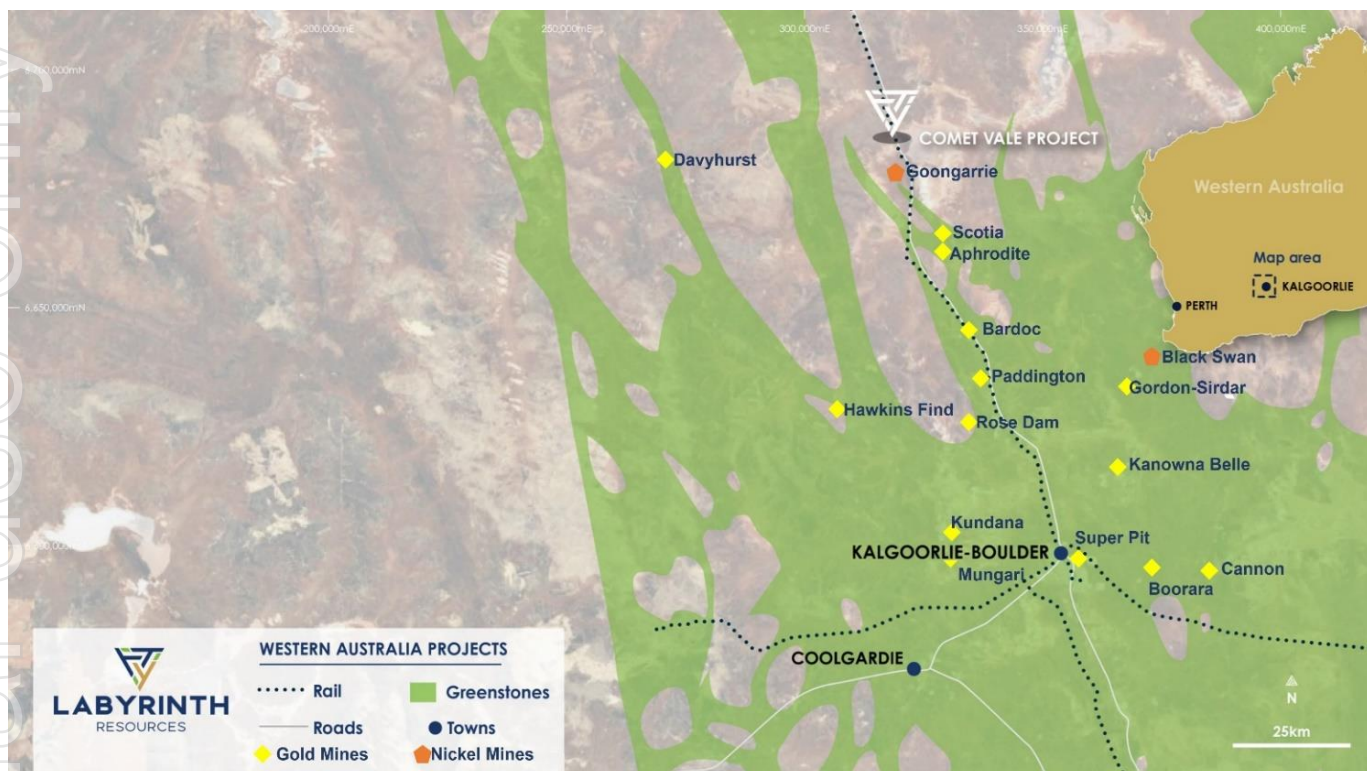 200,000mE
250,000mE
300,000mE
350,000mE
400,000mE
6,700,000mN
COMET VALE PROJECT
Davyhurst
Goongarrie
Western Australia
Scotia
Aphrodite
Map area
KALGOORLIE
6,650,000mN
PERTH
Bardoc
Black Swan
Paddington
Gordon-Sirdar
Hawkins Find
Rose Dam
Kanowna Belle
Kundana
Super Pit
KALGOORLIE-BOULDER
Mungari
Boorara
Cannon
COOLGARDIE
LABYRINTH
RESOURCES
WESTERN AUSTRALIA PROJECTS
Rail
Greenstones
Roads
Towns
Gold Mines
Nickel Mines
N
25km